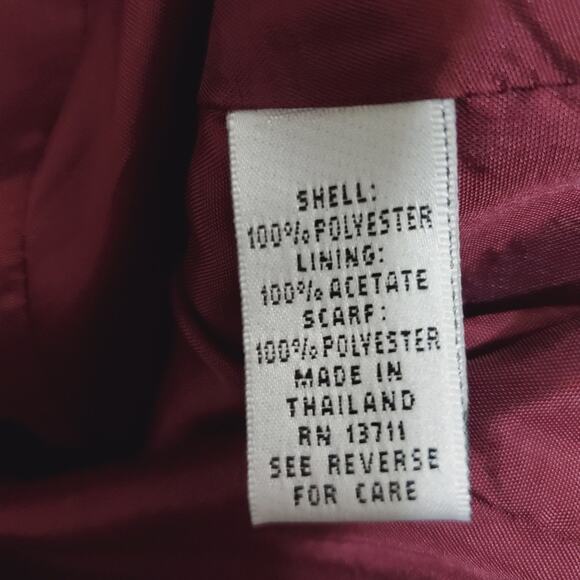 SHELL:
100% POLYESTER
LINING:
100% ACETATE
SCARF:
100% POLYESTER
MADE IN
THAILAND
RN 13711
SEE REVERSE
FOR CARE